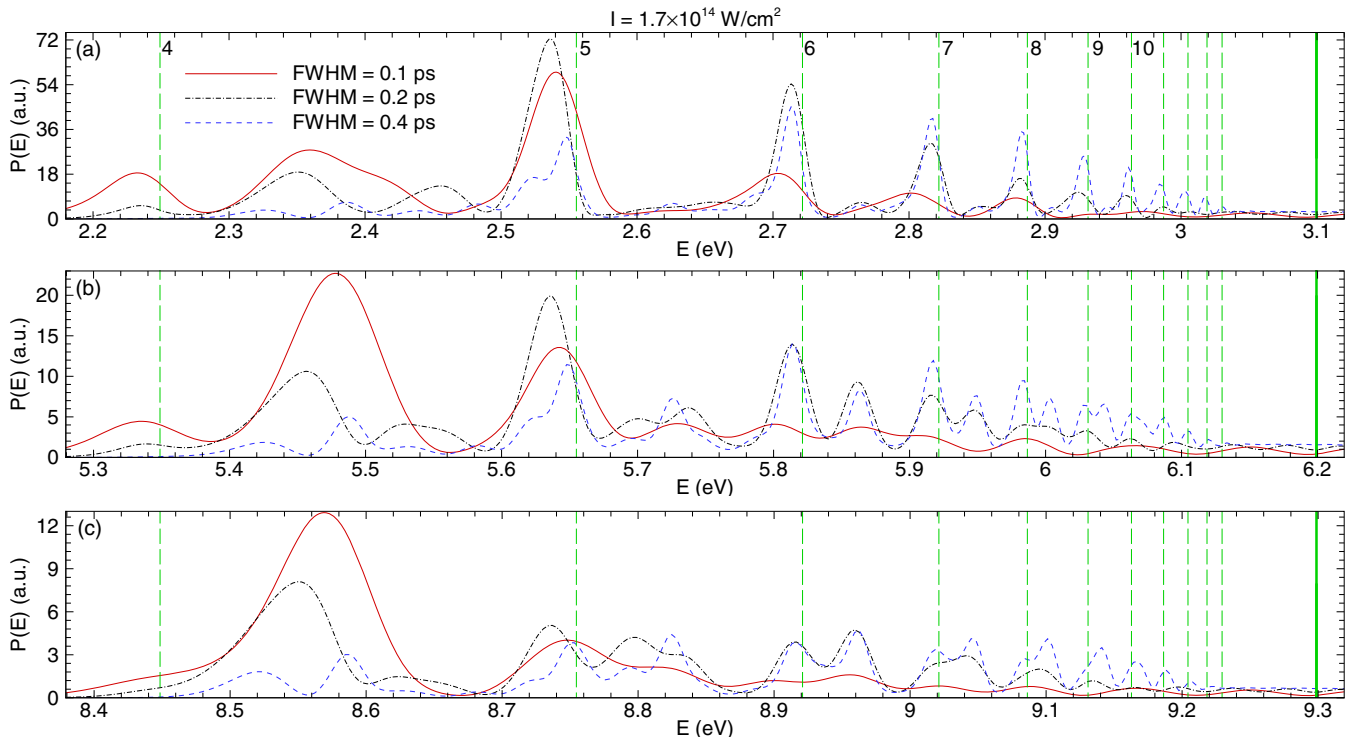 I = 1.7×10¹⁴ W/cm²
(a)
4
5
6
7
8
9
10
FWHM = 0.1 ps
FWHM = 0.2 ps
FWHM = 0.4 ps
P(E) (a.u.)
72
54
36
18
0
2.2 2.3 2.4 2.5 2.6 2.7 2.8 2.9 3 3.1
E (eV)
(b)
P(E) (a.u.)
20
15
10
5
0
5.3 5.4 5.5 5.6 5.7 5.8 5.9 6 6.1 6.2
E (eV)
(c)
P(E) (a.u.)
12
9
6
3
0
8.4 8.5 8.6 8.7 8.8 8.9 9 9.1 9.2 9.3
E (eV)